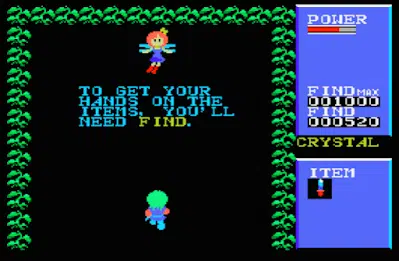 POWER
TO GET YOUR
HANDS ON THE
ITEMS, YOU'LL
NEED FIND.
FIND MAX
001000
FIND
000520
CRYSTAL
ITEM